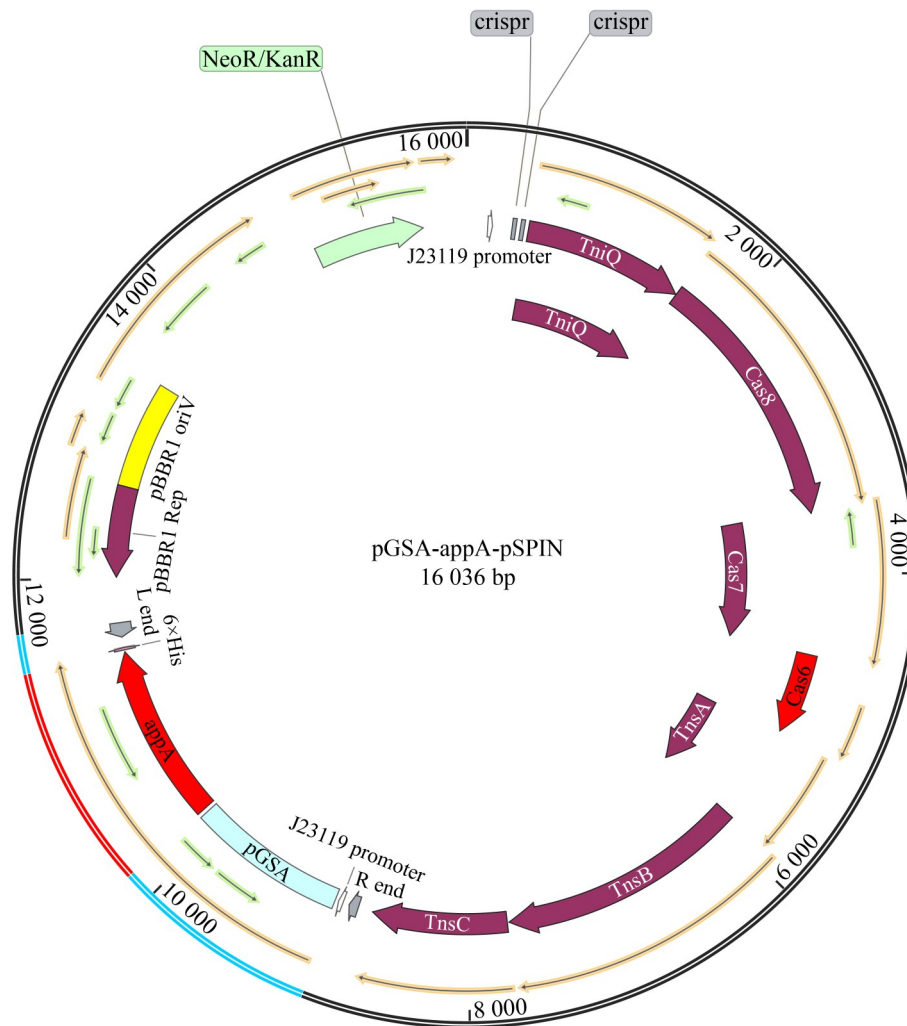 crispr
crispr
NeoR/KanR
16 000
J23119 promoter
TniQ
2 000
TniQ
Cas8
14 000
pBBR1 oriV
pBBR1 Rep
4 000
pGSA-appA-pSPIN
16 036 bp
Cas7
12 000
L end
6×His
Cas6
TnsA
appA
J23119 promoter
R end
pGSA
TnsB
6 000
TnsC
10 000
8 000